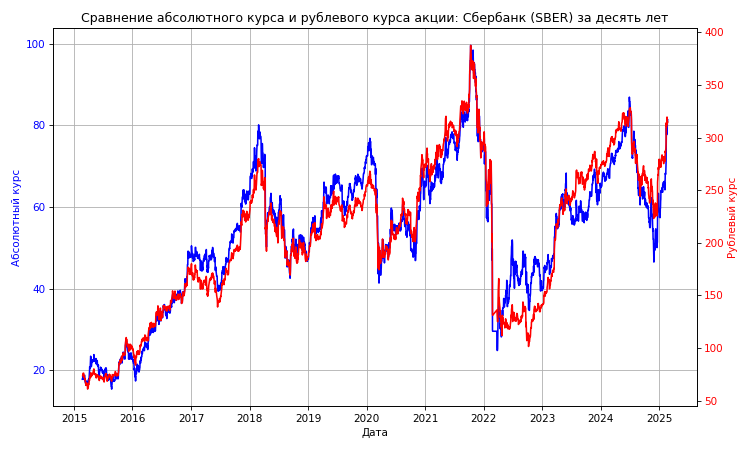 Сравнение абсолютного курса и рублевого курса акции: Сбербанк (SBER) за десять лет
100
80
60
40
20
Абсолютный курс
400
350
300
250
200
150
100
50
Рублевый курс
2015 2016 2017 2018 2019 2020 2021 2022 2023 2024 2025
Дата